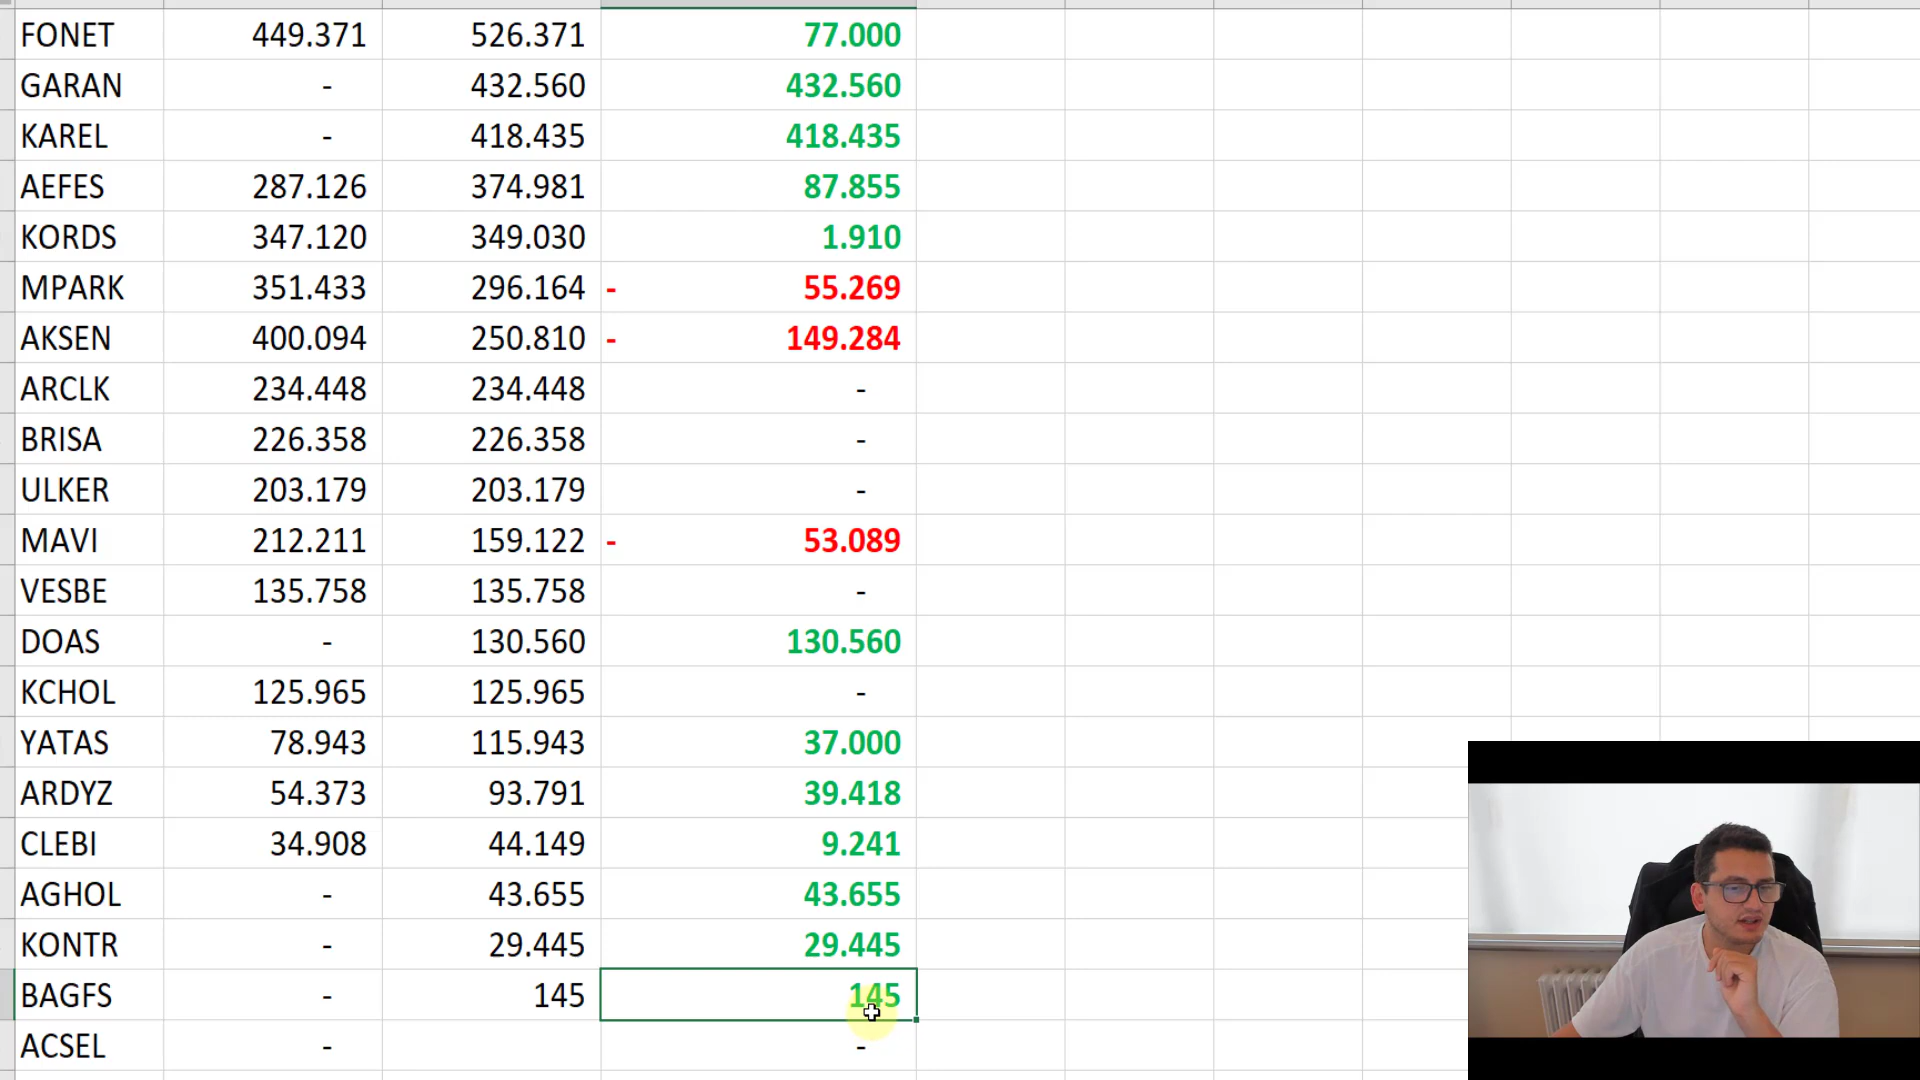 FONET 449.371 526.371 77.000
GARAN - 432.560 432.560
KAREL - 418.435 418.435
AEFES 287.126 374.981 87.855
KORDS 347.120 349.030 1.910
MPARK 351.433 296.164 - 55.269
AKSEN 400.094 250.810 - 149.284
ARCLK 234.448 234.448 -
BRISA 226.358 226.358 -
ULKER 203.179 203.179 -
MAVI 212.211 159.122 - 53.089
VESBE 135.758 135.758 -
DOAS - 130.560 130.560
KCHOL 125.965 125.965 -
YATAS 78.943 115.943 37.000
ARDYZ 54.373 93.791 39.418
CLEBI 34.908 44.149 9.241
AGHOL - 43.655 43.655
KONTR - 29.445 29.445
BAGFS - 145 145
ACSEL - -